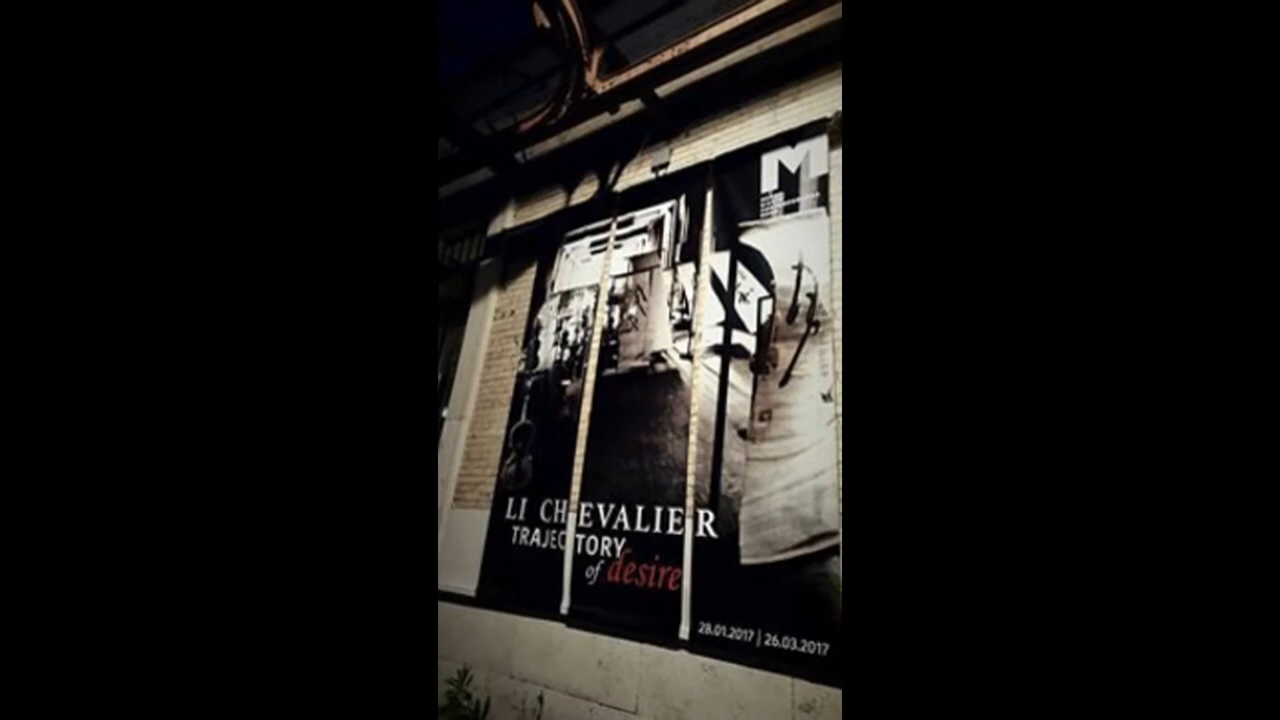 M
LI CHEVALIER
TRAJECTORY
of desire
28.01.2017 | 26.03.2017